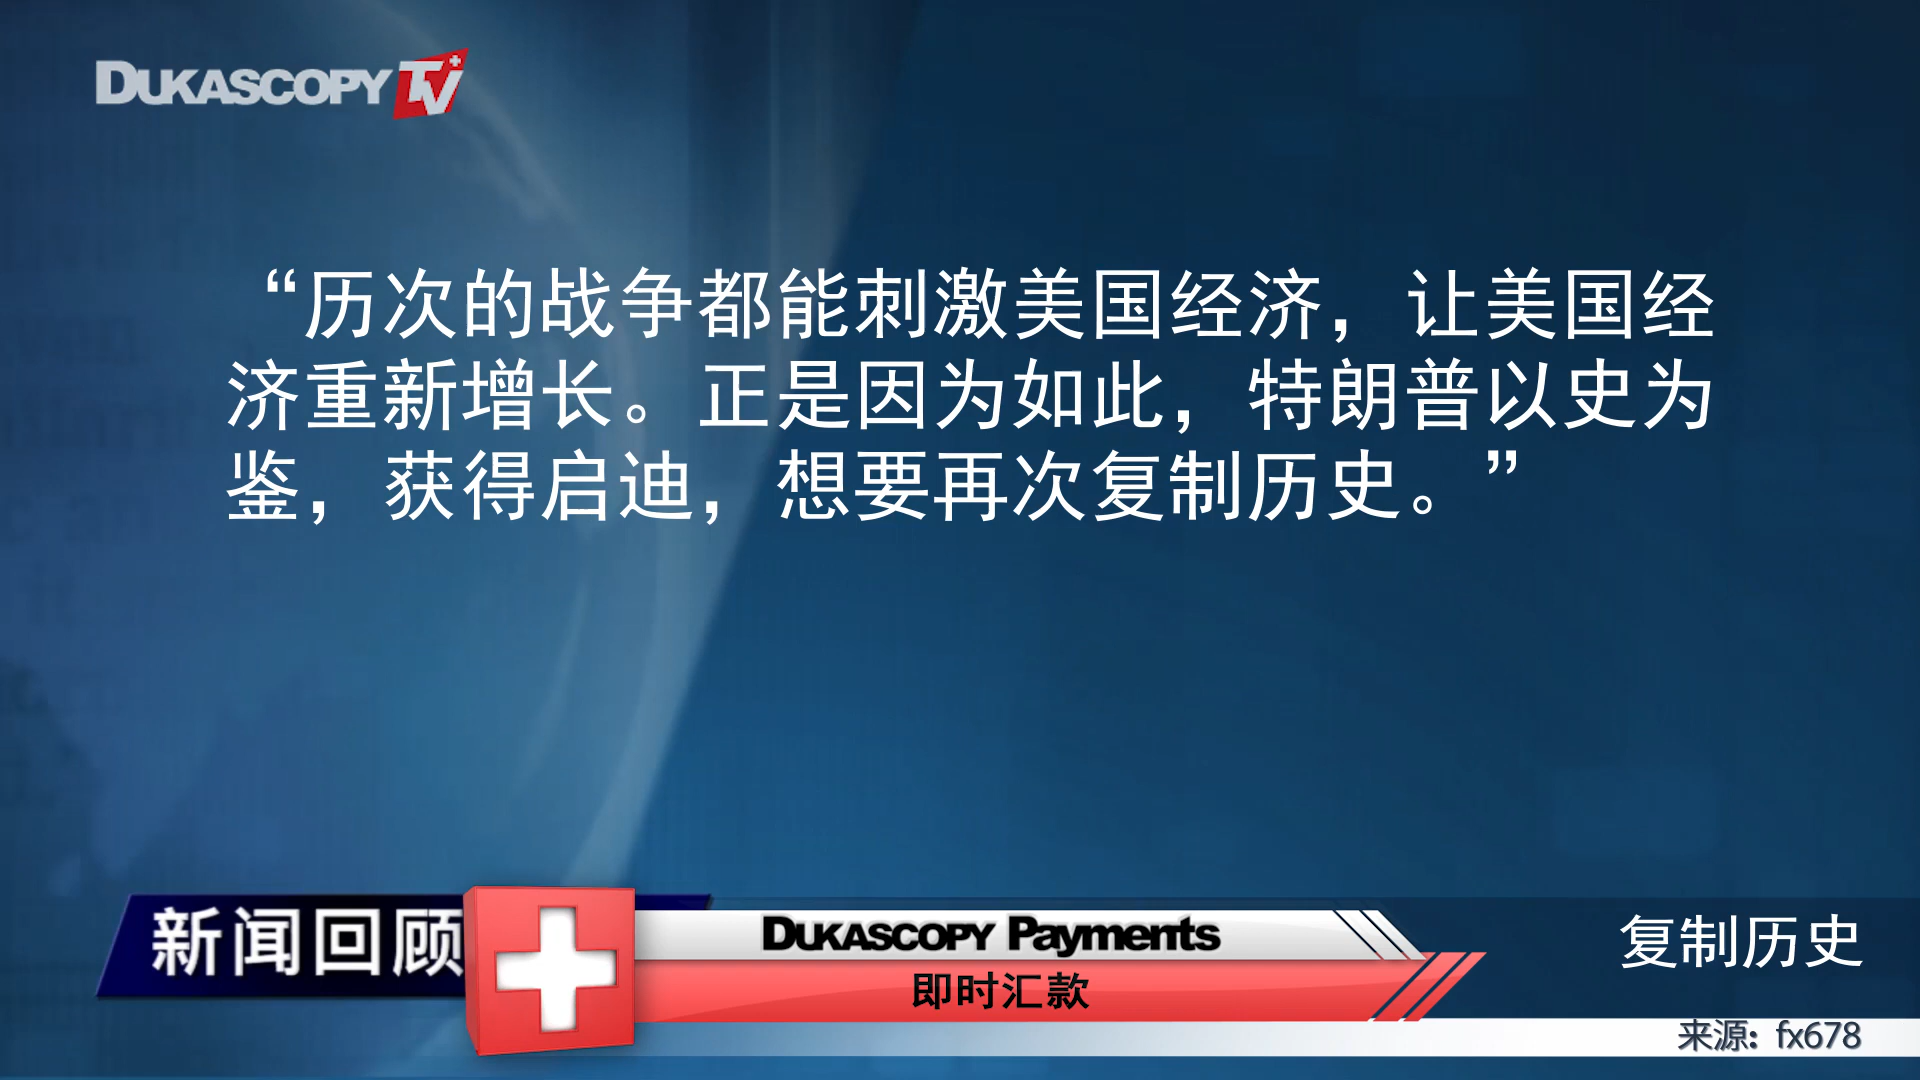 DUKASCOPY TV
“历次的战争都能刺激美国经济，让美国经
济重新增长。正是因为如此，特朗普以史为
鉴，获得启迪，想要再次复制历史。”
新闻回顾
DUKASCOPY Payments
即时汇款
复制历史
来源：fx678